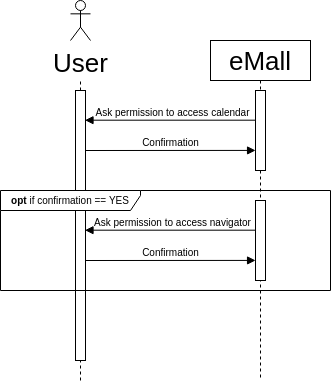 User
eMall
Ask permission to access calendar
Confirmation
opt if confirmation == YES
Ask permission to access navigator
Confirmation